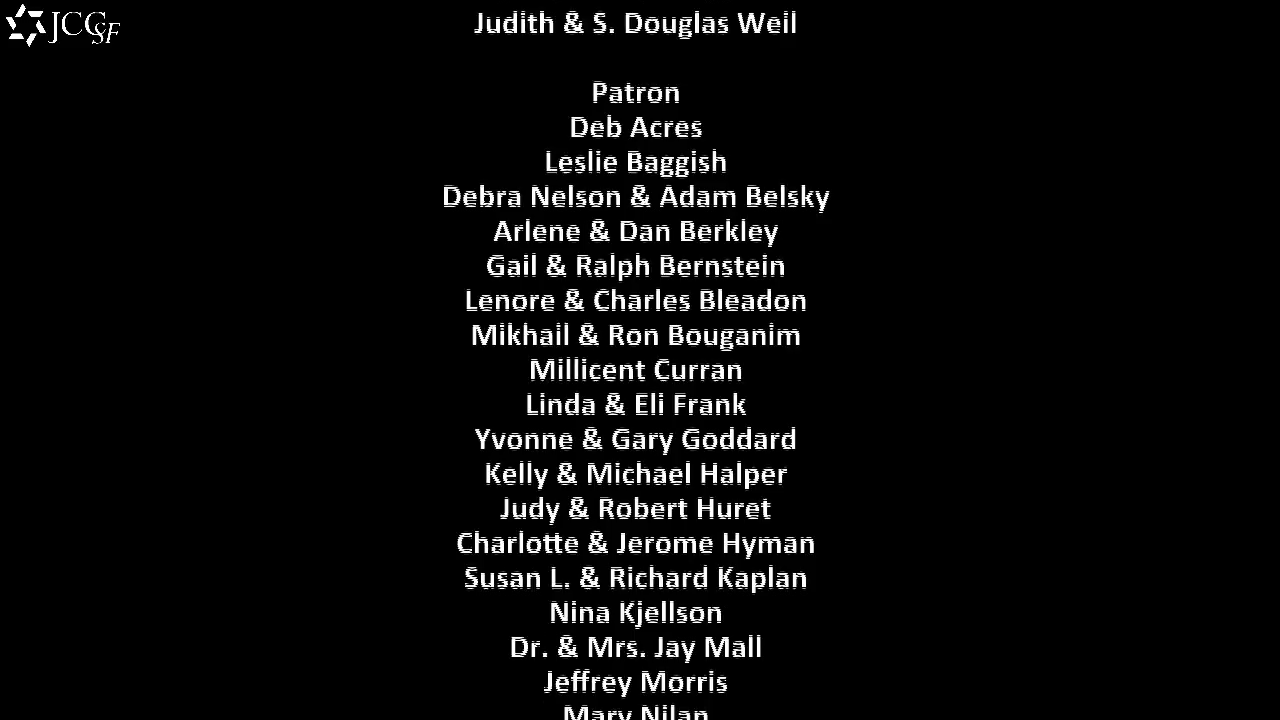 JCCSF
Judith & S. Douglas Weil
Patron
Deb Acres
Leslie Baggish
Debra Nelson & Adam Belsky
Arlene & Dan Berkley
Gail & Ralph Bernstein
Lenore & Charles Bleadon
Mikhail & Ron Bouganim
Millicent Curran
Linda & Eli Frank
Yvonne & Gary Goddard
Kelly & Michael Halper
Judy & Robert Huret
Charlotte & Jerome Hyman
Susan L. & Richard Kaplan
Nina Kjellson
Dr. & Mrs. Jay Mall
Jeffrey Morris
Mary Nilan